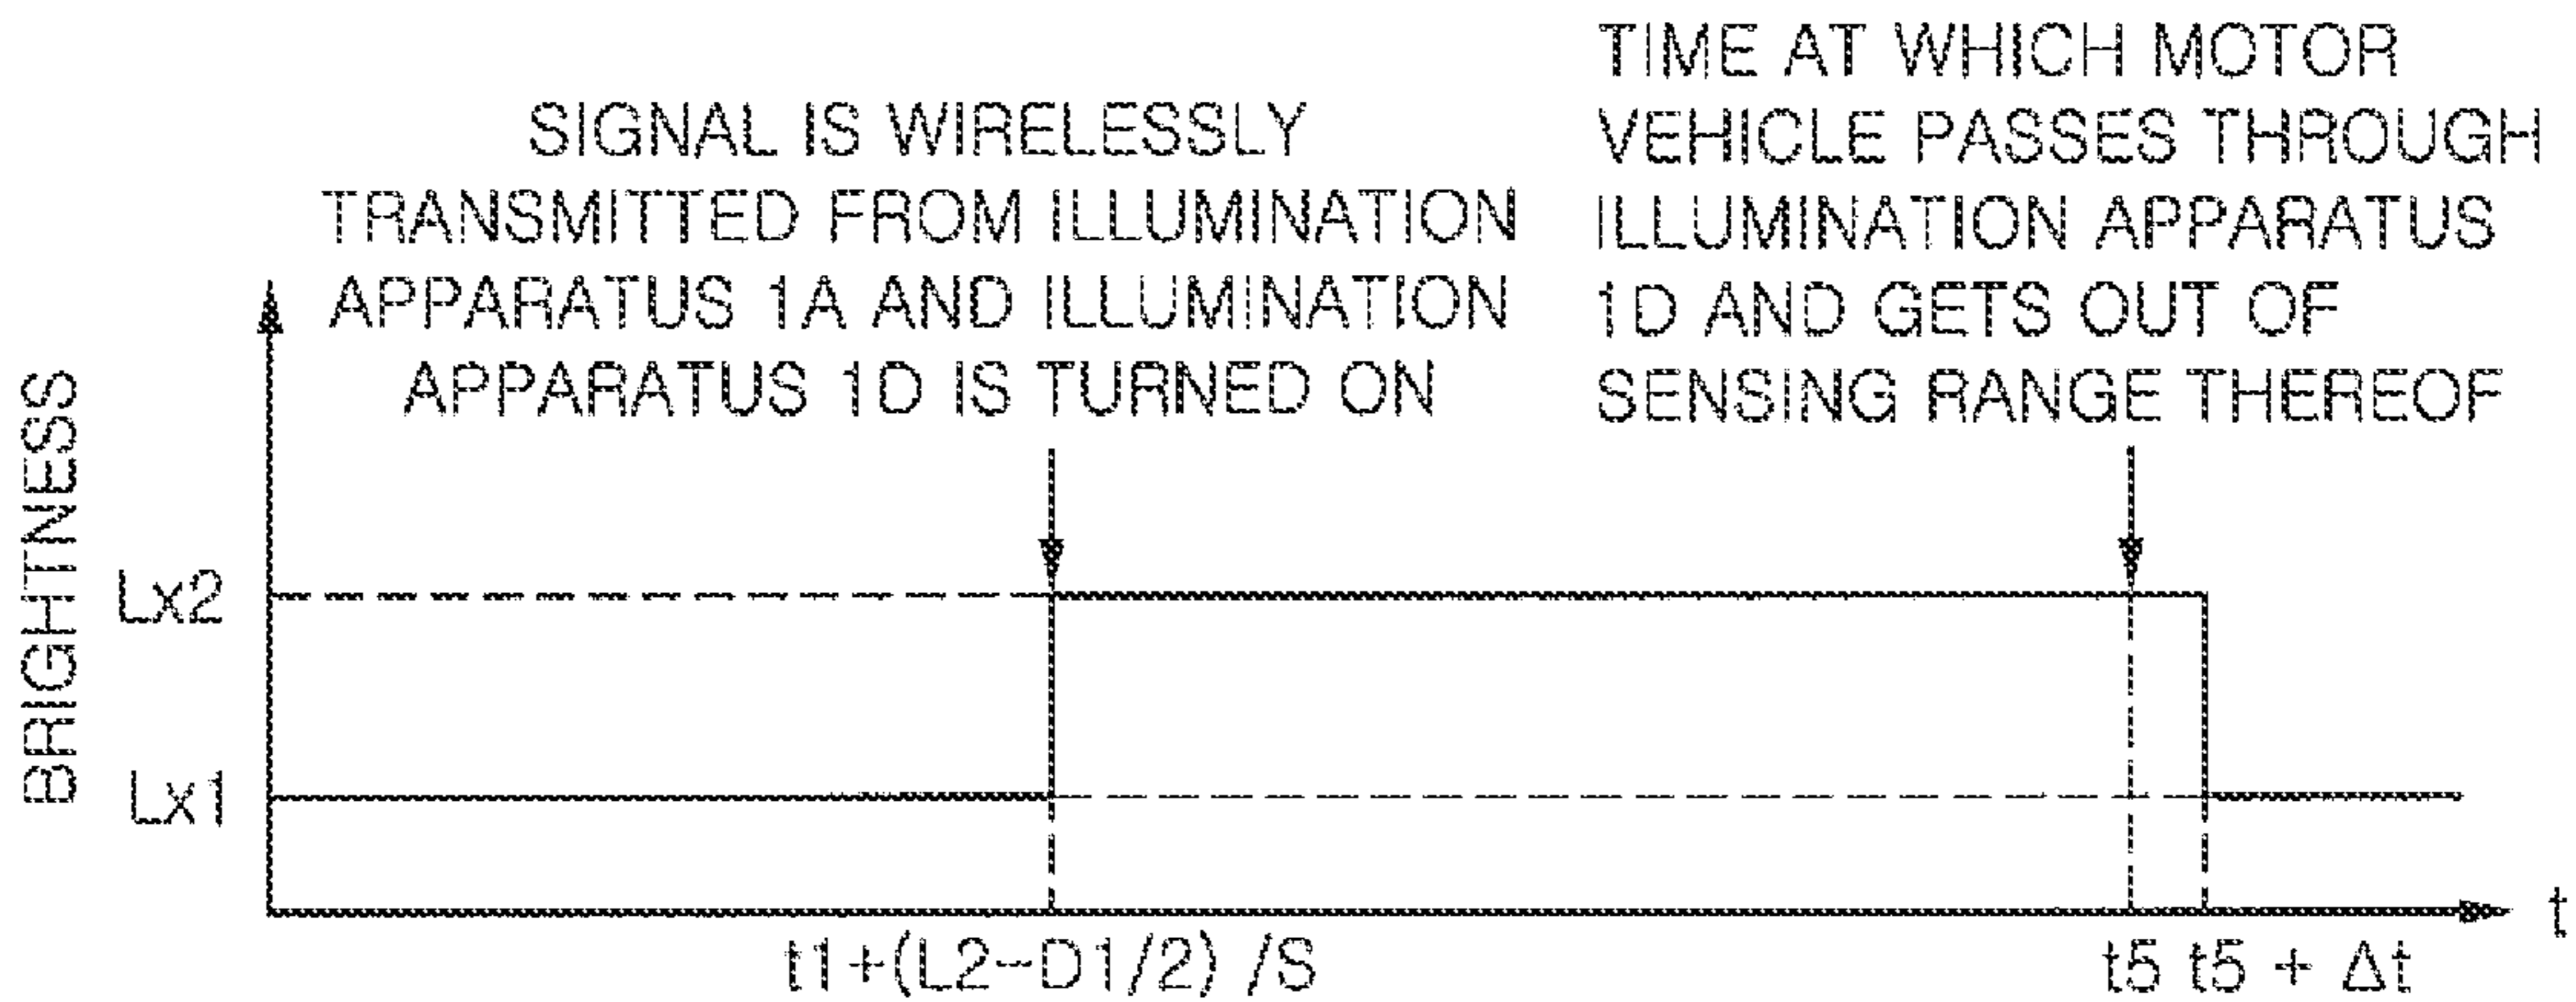 SIGNAL IS WIRELESSLY
TRANSMITTED FROM ILLUMINATION
APPARATUS 1A AND ILLUMINATION
APPARATUS 1D IS TURNED ON
TIME AT WHICH MOTOR
VEHICLE PASSES THROUGH
ILLUMINATION APPARATUS
1D AND GETS OUT OF
SENSING RANGE THEREOF
BRIGHTNESS
Lx2
Lx1
t1+(L2-D1/2) /S
t5 t5 + Δt
t